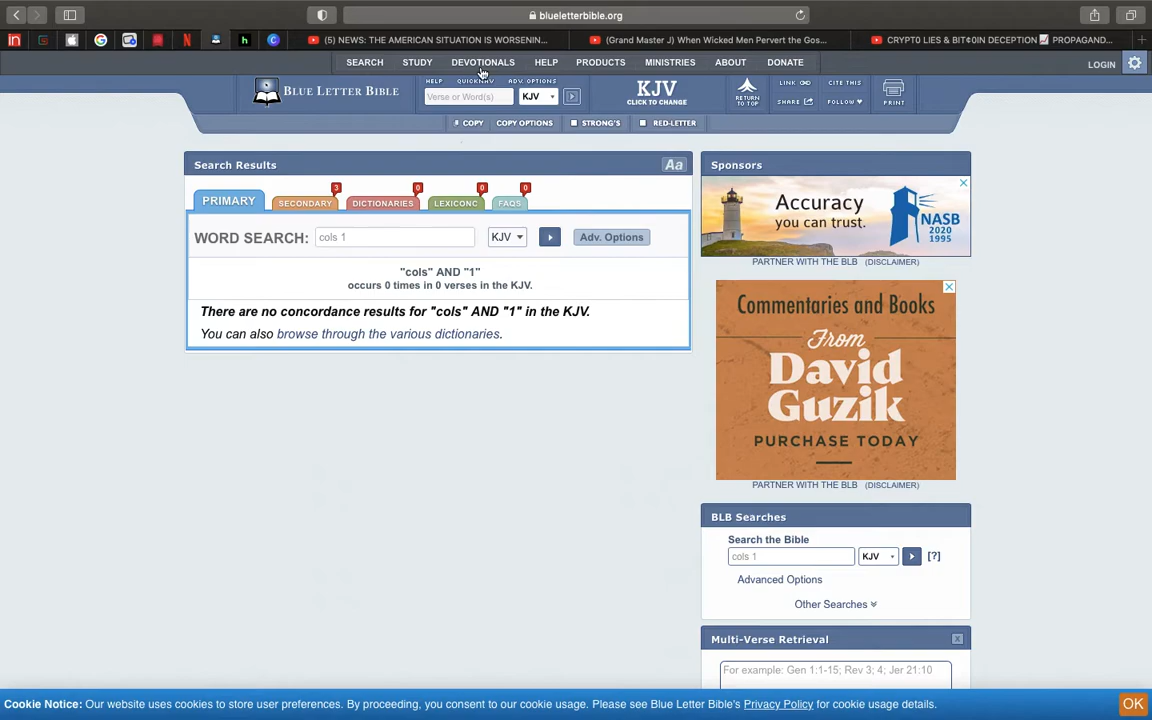 blueletterbible.org
(5) NEWS: THE AMERICAN SITUATION IS WORSENIN...
(Grand Master J) When Wicked Men Pervert the Gos...
CRYPT0 LIES & BIT¢0IN DECEPTION 📈 PROPAGAND...
SEARCH STUDY DEVOTIONALS HELP PRODUCTS MINISTRIES ABOUT DONATE
LOGIN
BLUE LETTER BIBLE
HELP QUICKNAV ADV. OPTIONS
Verse or Word(s) KJV
KJV
CLICK TO CHANGE
RETURN
TO TOP
LINK CITE THIS
SHARE FOLLOW
PRINT
COPY COPY OPTIONS STRONG'S RED-LETTER
Search Results Aa
PRIMARY SECONDARY 3 DICTIONARIES 0 LEXICONC 0 FAQS 0
WORD SEARCH: cols 1 KJV Adv. Options
"cols" AND "1"
occurs 0 times in 0 verses in the KJV.
There are no concordance results for "cols" AND "1" in the KJV.
You can also browse through the various dictionaries.
Sponsors
Accuracy
you can trust.
NASB
2020
1995
PARTNER WITH THE BLB (DISCLAIMER)
Commentaries and Books
From
David
Guzik
PURCHASE TODAY
PARTNER WITH THE BLB (DISCLAIMER)
BLB Searches
Search the Bible
cols 1 KJV [?]
Advanced Options
Other Searches
Multi-Verse Retrieval x
For example: Gen 1:1-15; Rev 3; 4; Jer 21:10
Cookie Notice: Our website uses cookies to store user preferences. By proceeding, you consent to our cookie usage. Please see Blue Letter Bible's Privacy Policy for cookie usage details. OK